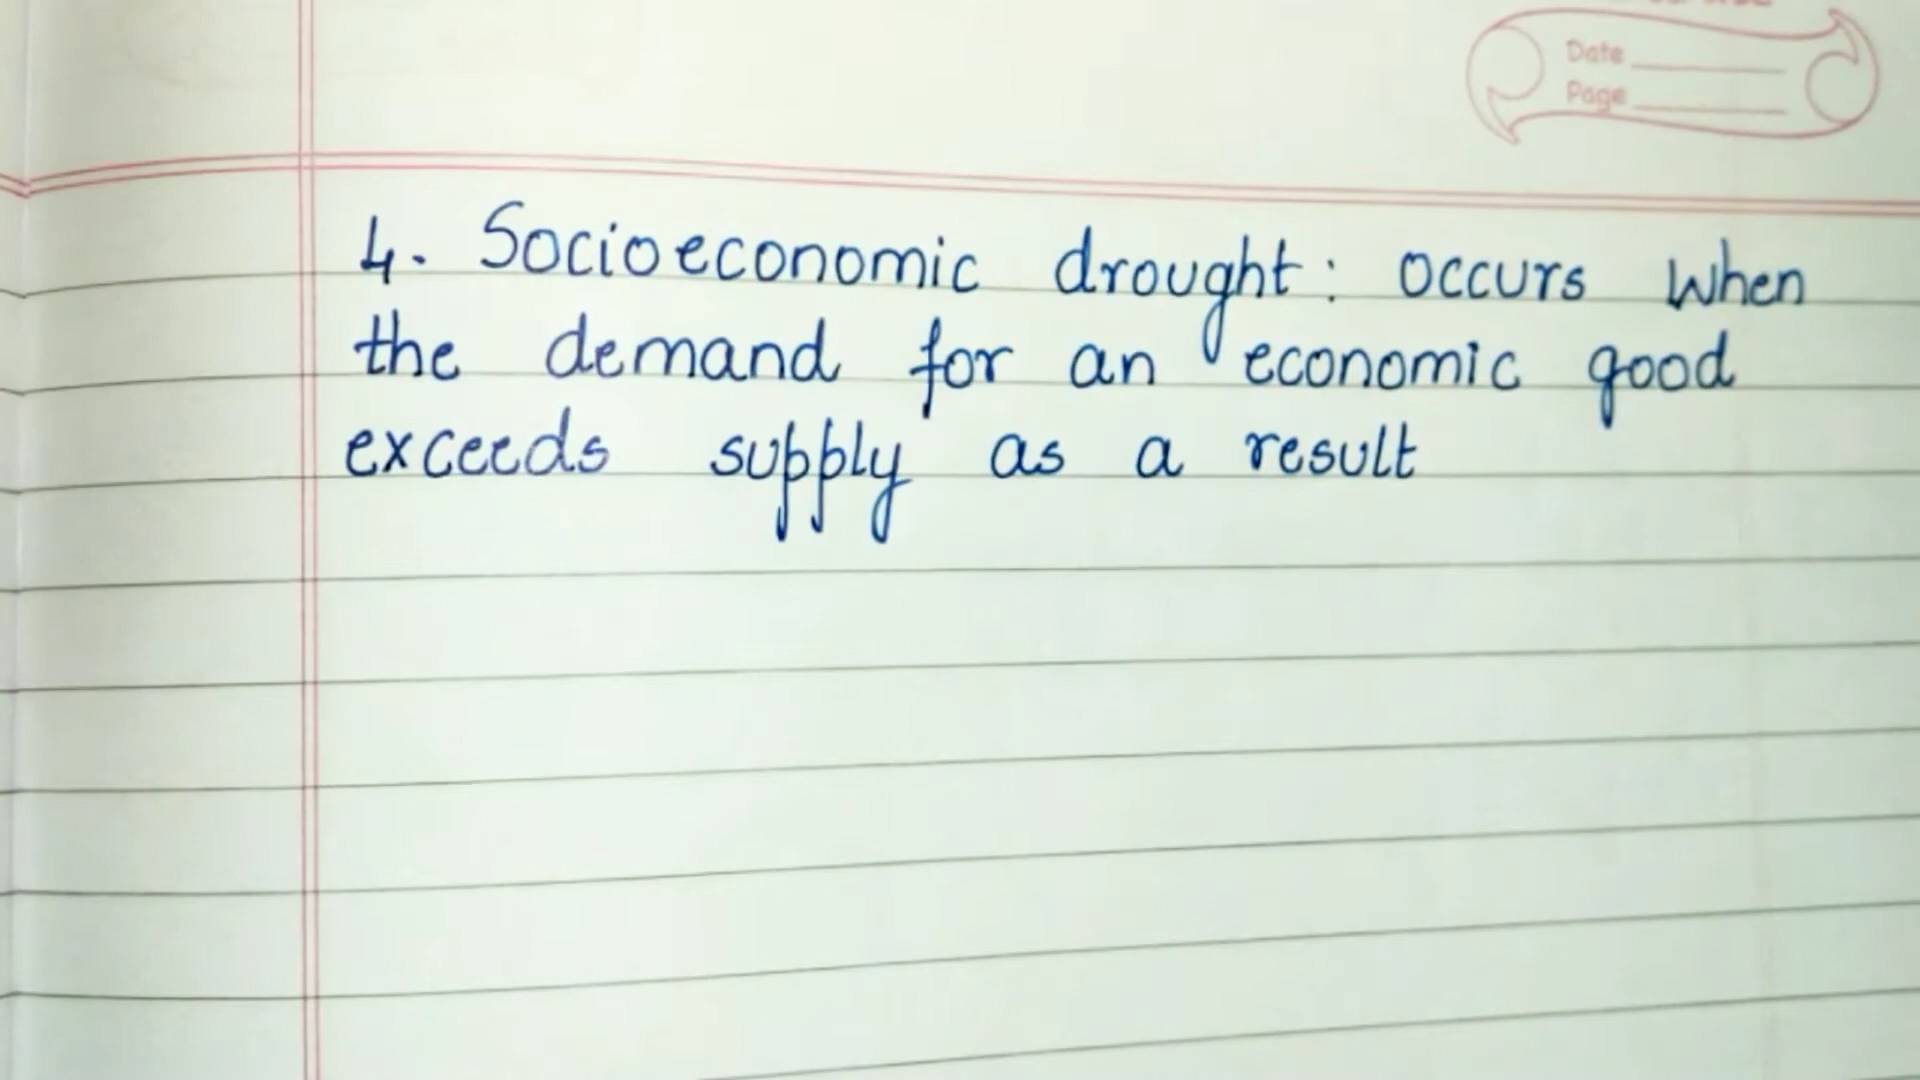 Date
Page
4. Socioeconomic drought: occurs when
the demand for an economic good
exceeds supply as a result